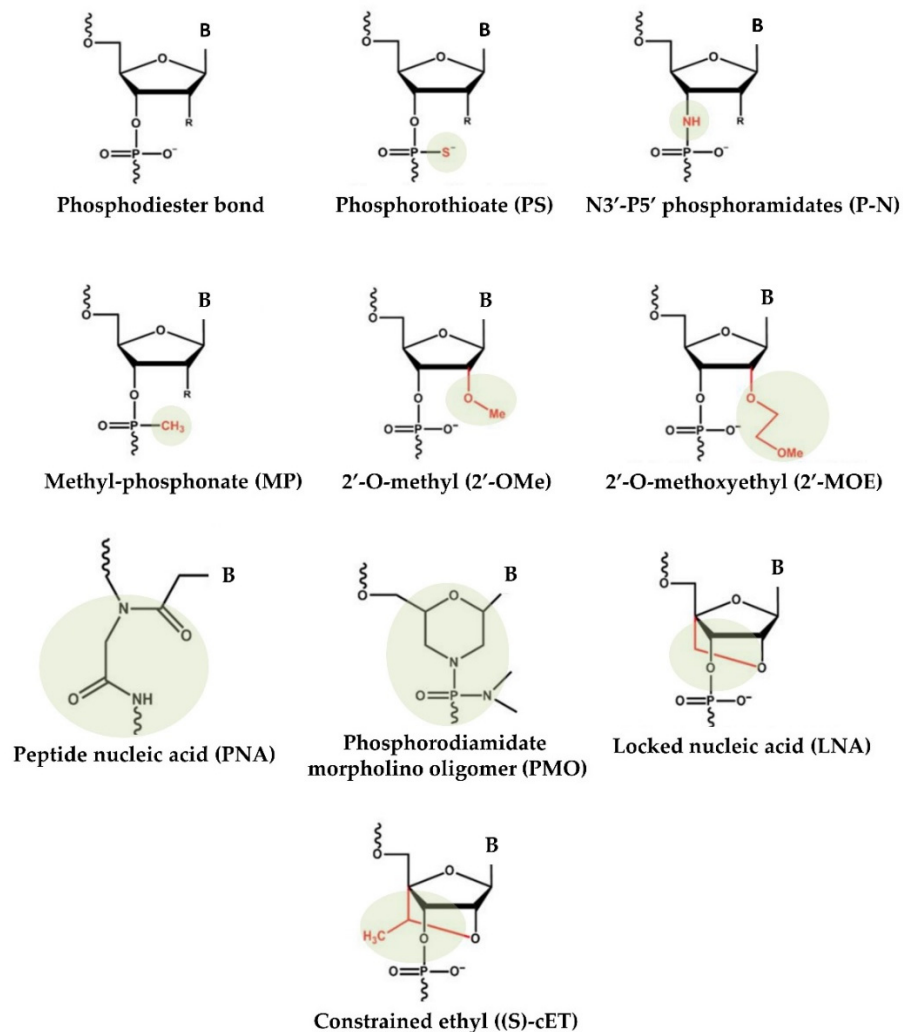 B
O
O
R
O
O=P-O⁻
Phosphodiester bond
B
O
O
R
O
O=P-S⁻
Phosphorothioate (PS)
B
O
O
R
NH
O=P-O⁻
N3′-P5′ phosphoramidates (P-N)
B
O
O
R
O
O=P-CH₃
Methyl-phosphonate (MP)
B
O
O
O
O
Me
O=P-O⁻
2′-O-methyl (2′-OMe)
B
O
O
O
O
OMe
O=P-O⁻
2′-O-methoxyethyl (2′-MOE)
B
N
O
O
NH
Peptide nucleic acid (PNA)
B
O
O
N
O=P-N
Phosphorodiamidate
morpholino oligomer (PMO)
B
O
O
O
O
O=P-O⁻
Locked nucleic acid (LNA)
B
O
O
H₃C
O
O
O=P-O⁻
Constrained ethyl ((S)-cET)